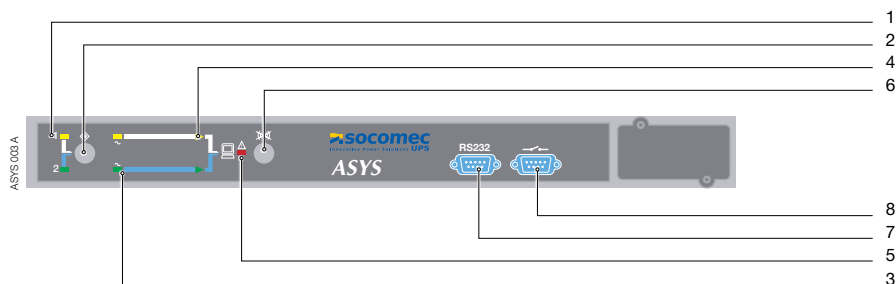 1
2
4
6
socomec
Innovative Power Solutions UPS
RS232
ASYS
2
ASYS 003 A
8
7
5
3